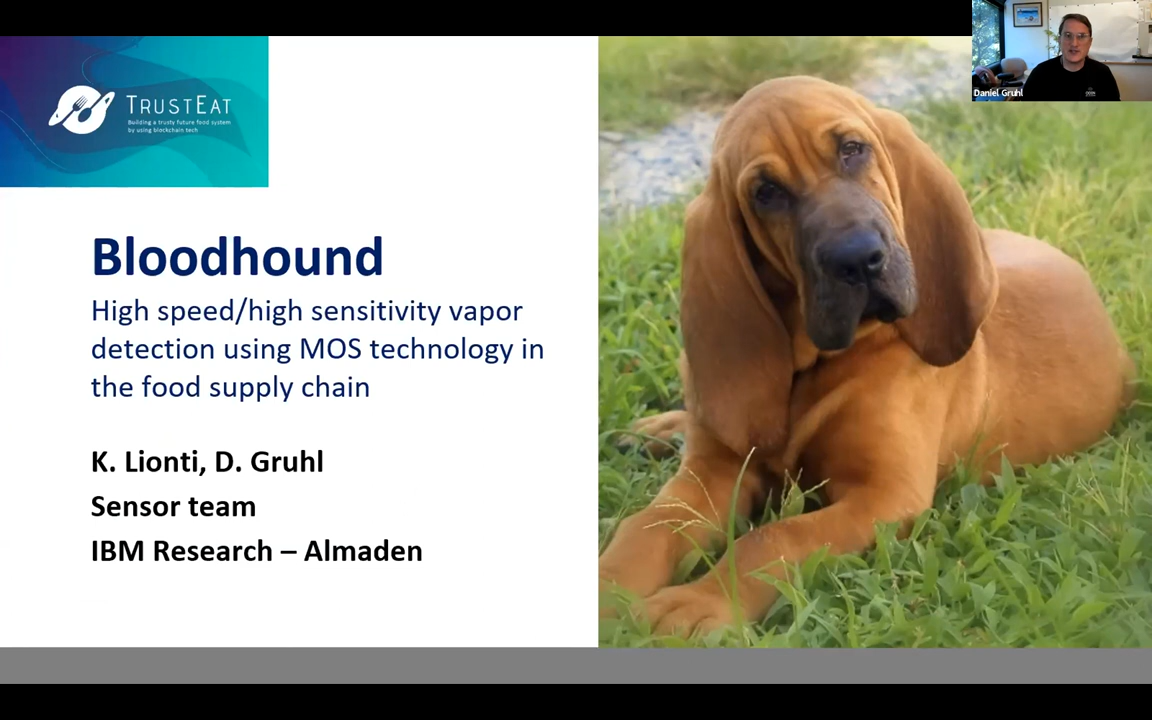 TRUSTEAT
Building a trusty future food system
by using blockchain tech
Daniel Gruhl
Bloodhound
High speed/high sensitivity vapor
detection using MOS technology in
the food supply chain
K. Lionti, D. Gruhl
Sensor team
IBM Research – Almaden